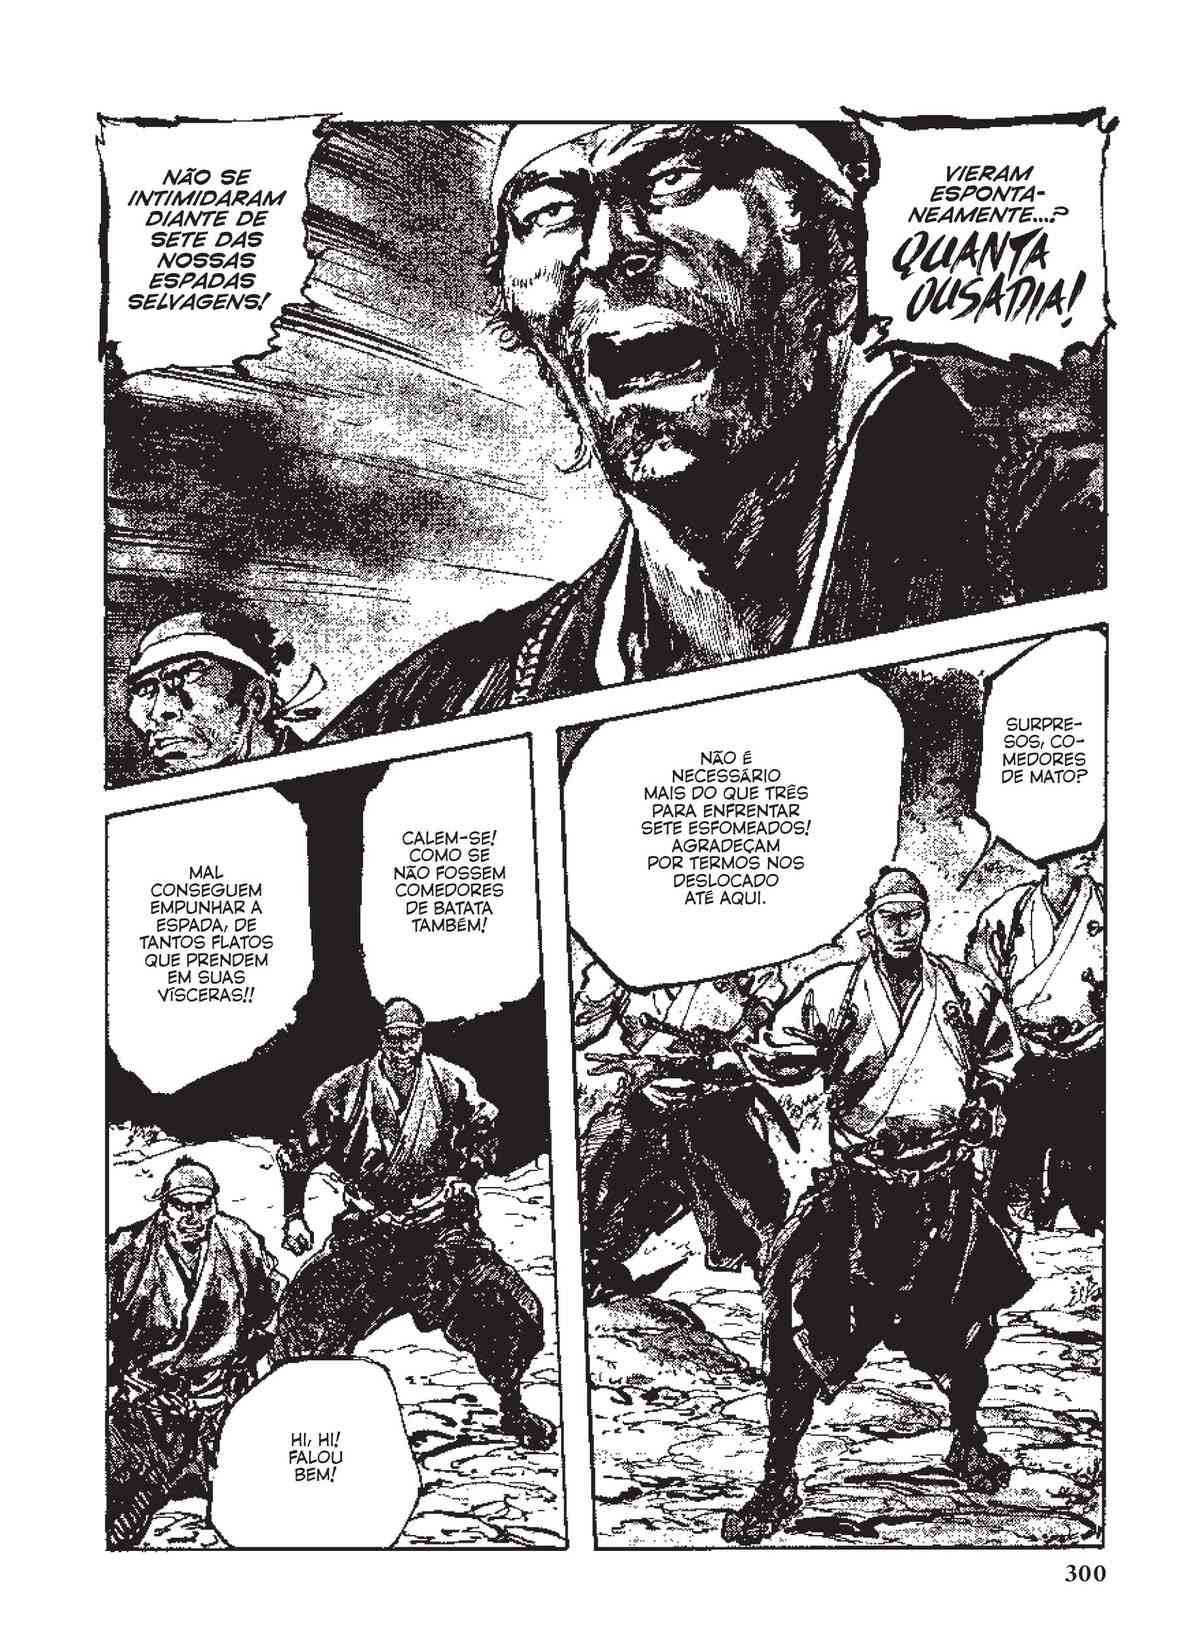 VIERAM
ESPONTA-
NEAMENTE...?
QUANTA
OUSADIA!
NÃO SE
INTIMIDARAM
DIANTE DE
SETE DAS
NOSSAS
ESPADAS
SELVAGENS!
SURPRE-
SOS, CO-
MEDORES
DE MATO?
NÃO É
NECESSÁRIO
MAIS DO QUE TRÊS
PARA ENFRENTAR
SETE ESFOMEADOS!
AGRADEÇAM
POR TERMOS NOS
DESLOCADO
ATÉ AQUI.
CALEM-SE!
COMO SE
NÃO FOSSEM
COMEDORES
DE BATATA
TAMBÉM!
MAL
CONSEGUEM
EMPUNHAR A
ESPADA, DE
TANTOS FLATOS
QUE PRENDEM
EM SUAS
VÍSCERAS!!
HI, HI!
FALOU
BEM!
300